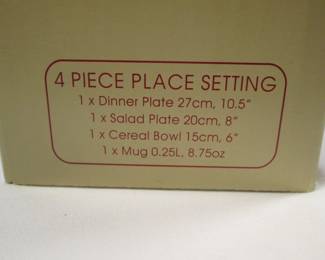 4 PIECE PLACE SETTING
1 x Dinner Plate 27cm, 10.5"
1 x Salad Plate 20cm, 8"
1 x Cereal Bowl 15cm, 6"
1 x Mug 0.25L, 8.75oz